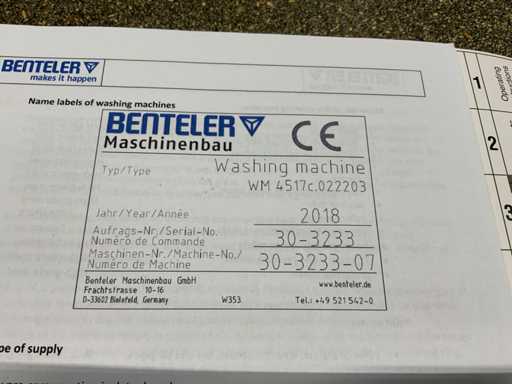 BENTELER
makes it happen
Name labels of washing machines
BENTELER
Maschinenbau
CE
Typ/Type
Washing machine
WM 4517c.022203
Jahr/Year/Année
2018
Aufrags-Nr./Serial-No.
Numéro de Commande
30-3233
Maschinen-Nr./Machine-No./
Numéro de Machine
30-3233-07
Benteler Maschinenbau GmbH
Frachtstrasse 10-16
D-33602 Bielefeld, Germany
W353
www.benteler.de
Tel.: +49 521 542-0
pe of supply
1
Operating
2
3